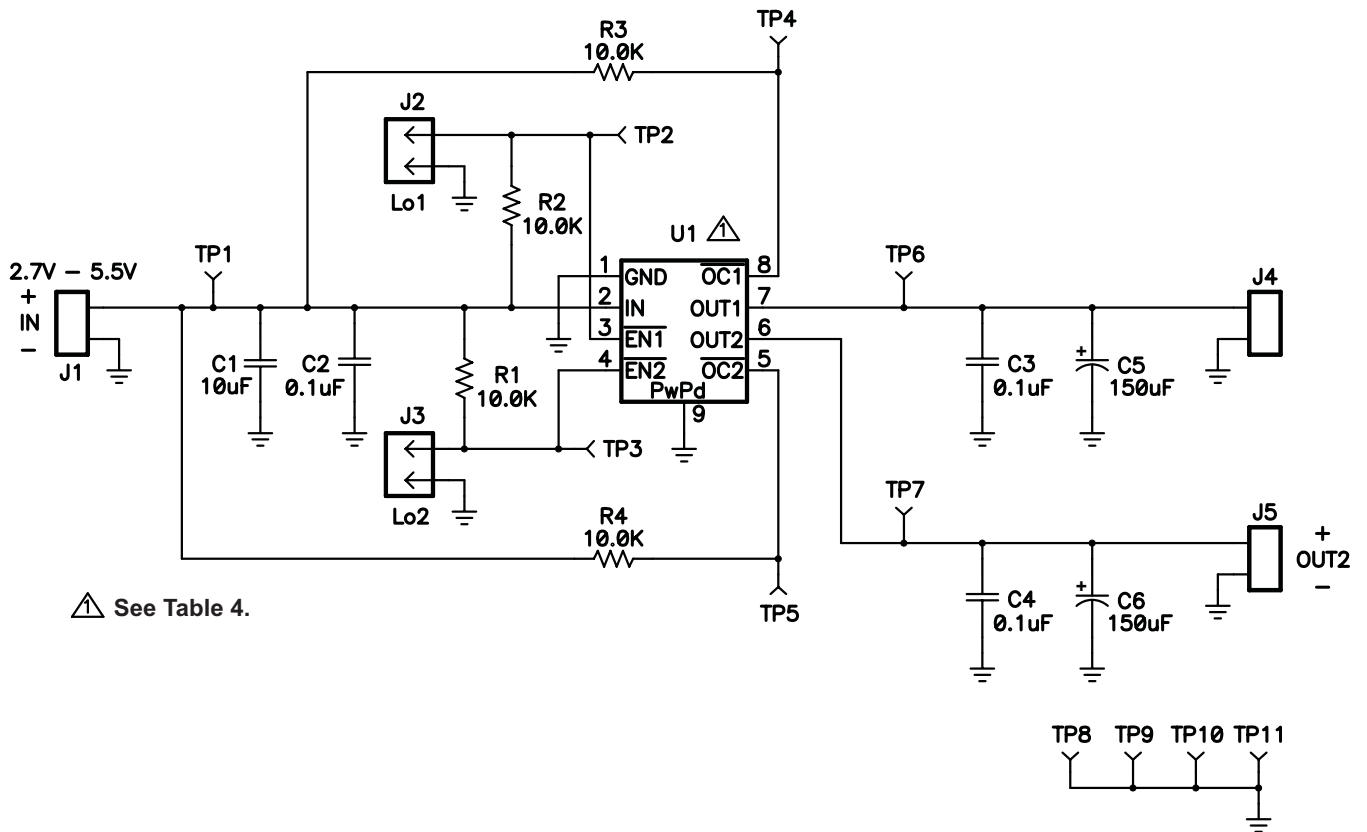 TP4
R3
10.0K
J2
TP2
Lo1
R2
10.0K
U1 1
TP1
TP6
2.7V - 5.5V
+
IN
-
J1
J4
1 GND
2 IN
3 EN1
4 EN2
OC1 8
OUT1 7
OUT2 6
OC2 5
PwPd
9
C1
10uF
C2
0.1uF
R1
10.0K
C3
0.1uF
+
C5
150uF
J3
TP3
Lo2
TP7
R4
10.0K
J5
+
OUT2
-
TP5
C4
0.1uF
+
C6
150uF
1 See Table 4.
TP8 TP9 TP10 TP11